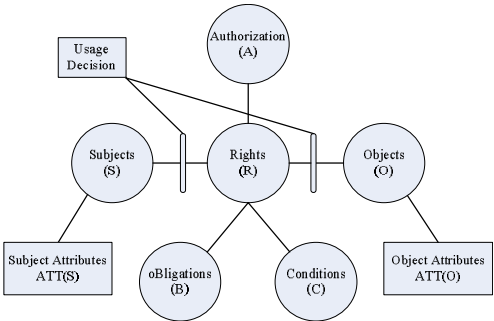 Authorization
(A)
Usage
Decision
Subjects
(S)
Rights
(R)
Objects
(O)
Subject Attributes
ATT(S)
oBligations
(B)
Conditions
(C)
Object Attributes
ATT(O)